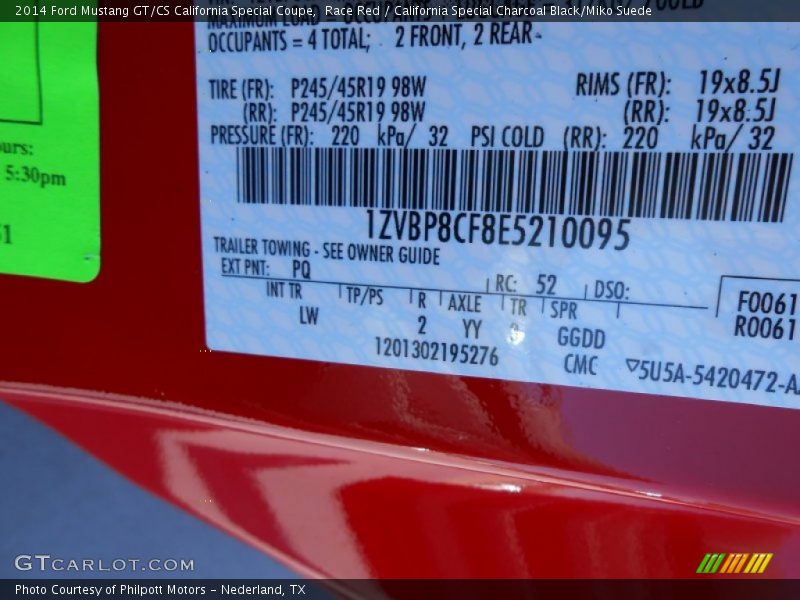 2014 Ford Mustang GT/CS California Special Coupe, Race Red / California Special Charcoal Black/Miko Suede
MAXIMUM LOAD = OCCUPANTS
OCCUPANTS = 4 TOTAL; 2 FRONT, 2 REAR
TIRE (FR): P245/45R19 98W RIMS (FR): 19x8.5J
(RR): P245/45R19 98W (RR): 19x8.5J
PRESSURE (FR): 220 kPa/ 32 PSI COLD (RR): 220 kPa/ 32
1ZVBP8CF8E5210095
TRAILER TOWING - SEE OWNER GUIDE
EXT PNT: PQ RC: 52 DSO:
INT TR TP/PS R AXLE TR SPR
LW 2 YY GGDD
F0061
R0061
1201302195276 CMC ▽5U5A-5420472-A
urs:
5:30pm
GTCARLOT.COM
Photo Courtesy of Philpott Motors - Nederland, TX